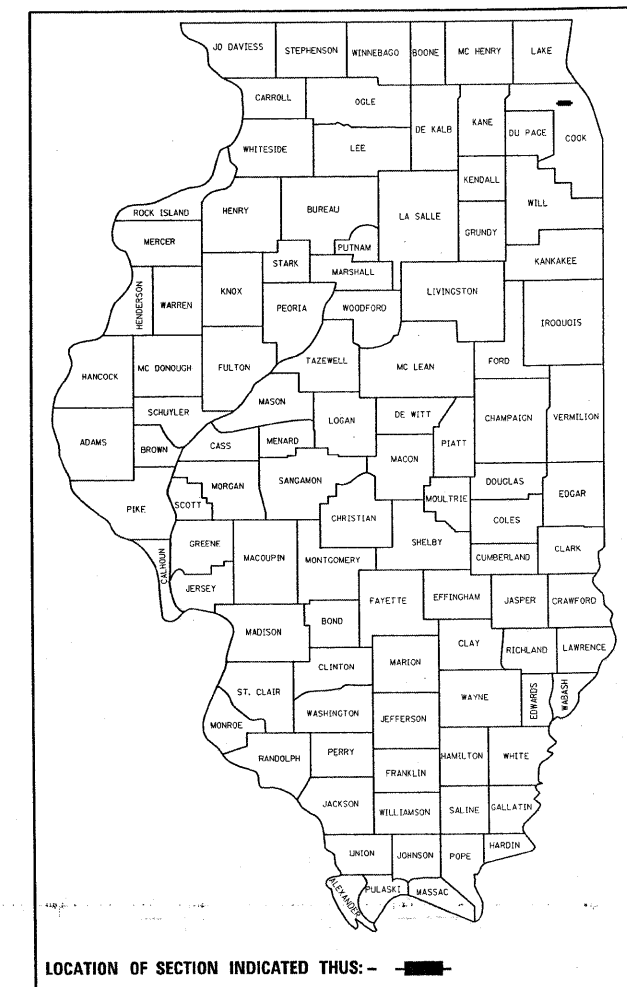 JO DAVIESS STEPHENSON WINNEBAGO BOONE MC HENRY LAKE
CARROLL OGLE DE KALB KANE DU PAGE COOK
WHITESIDE LEE
KENDALL
ROCK ISLAND HENRY BUREAU LA SALLE WILL
MERCER PUTNAM GRUNDY
STARK MARSHALL KANKAKEE
HENDERSON WARREN KNOX PEORIA WOODFORD LIVINGSTON IROQUOIS
HANCOCK MC DONOUGH FULTON TAZEWELL MC LEAN FORD
SCHUYLER MASON LOGAN DE WITT CHAMPAIGN VERMILION
ADAMS BROWN CASS MENARD MACON PIATT
PIKE SCOTT MORGAN SANGAMON CHRISTIAN MOULTRIE DOUGLAS EDGAR
COLES
CALHOUN GREENE MACOUPIN MONTGOMERY SHELBY CUMBERLAND CLARK
JERSEY FAYETTE EFFINGHAM JASPER CRAWFORD
MADISON BOND CLAY RICHLAND LAWRENCE
CLINTON MARION
ST. CLAIR WAYNE EDWARDS WABASH
MONROE WASHINGTON JEFFERSON
RANDOLPH PERRY HAMILTON WHITE
FRANKLIN
JACKSON WILLIAMSON SALINE GALLATIN
UNION JOHNSON POPE HARDIN
ALEXANDER PULASKI MASSAC
LOCATION OF SECTION INDICATED THUS: -